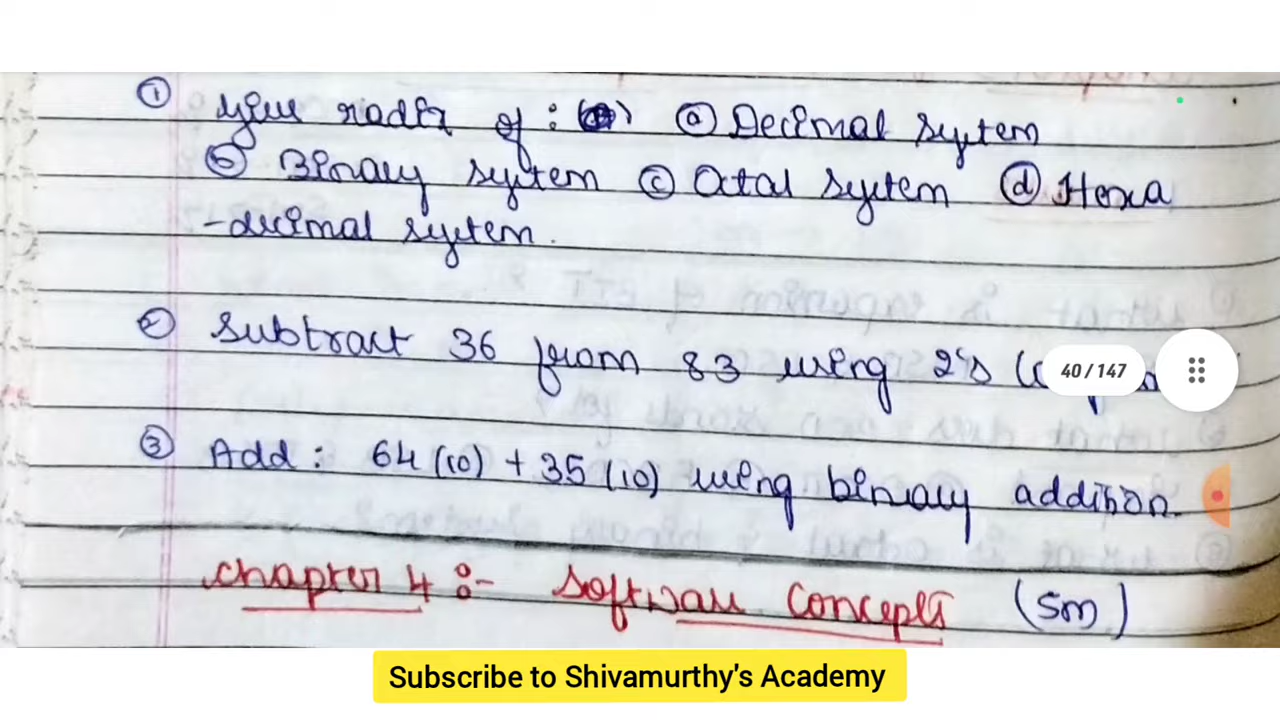 ① Give radix of : (a) ⓐ Decimal system
ⓑ Binary system ⓒ Octal system ⓓ Hexa
-decimal system.
② Subtract 36 from 83 using 2's
40 / 147
③ Add : 64 (10) + 35 (10) using binary addition.
Chapter 4 :- Software Concepts (5m)
Subscribe to Shivamurthy's Academy